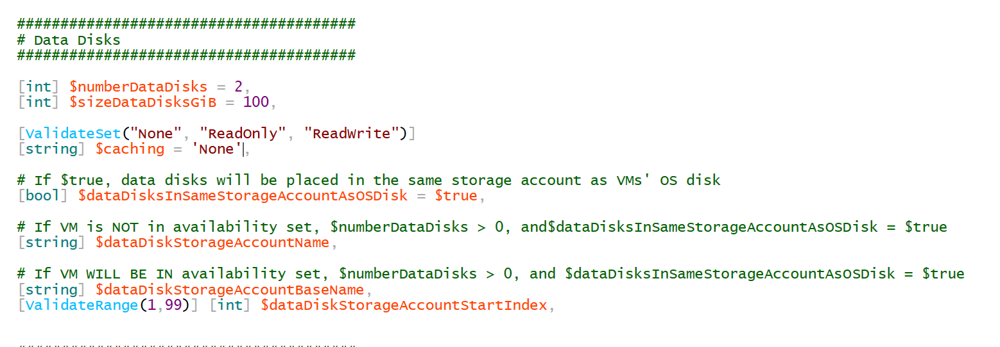 #######################################
# Data Disks
#######################################
[int] $numberDataDisks = 2,
[int] $sizeDataDisksGiB = 100,
[ValidateSet("None", "ReadOnly", "ReadWrite")]
[string] $caching = 'None',
# If $true, data disks will be placed in the same storage account as VMs' OS disk
[bool] $dataDisksInSameStorageAccountAsOSDisk = $true,
# If VM is NOT in availability set, $numberDataDisks > 0, and$dataDisksInSameStorageAccountAsOSDisk = $true
[string] $dataDiskStorageAccountName,
# If VM WILL BE IN availability set, $numberDataDisks > 0, and $dataDisksInSameStorageAccountAsOSDisk = $true
[string] $dataDiskStorageAccountBaseName,
[ValidateRange(1,99)] [int] $dataDiskStorageAccountStartIndex,
#######################################